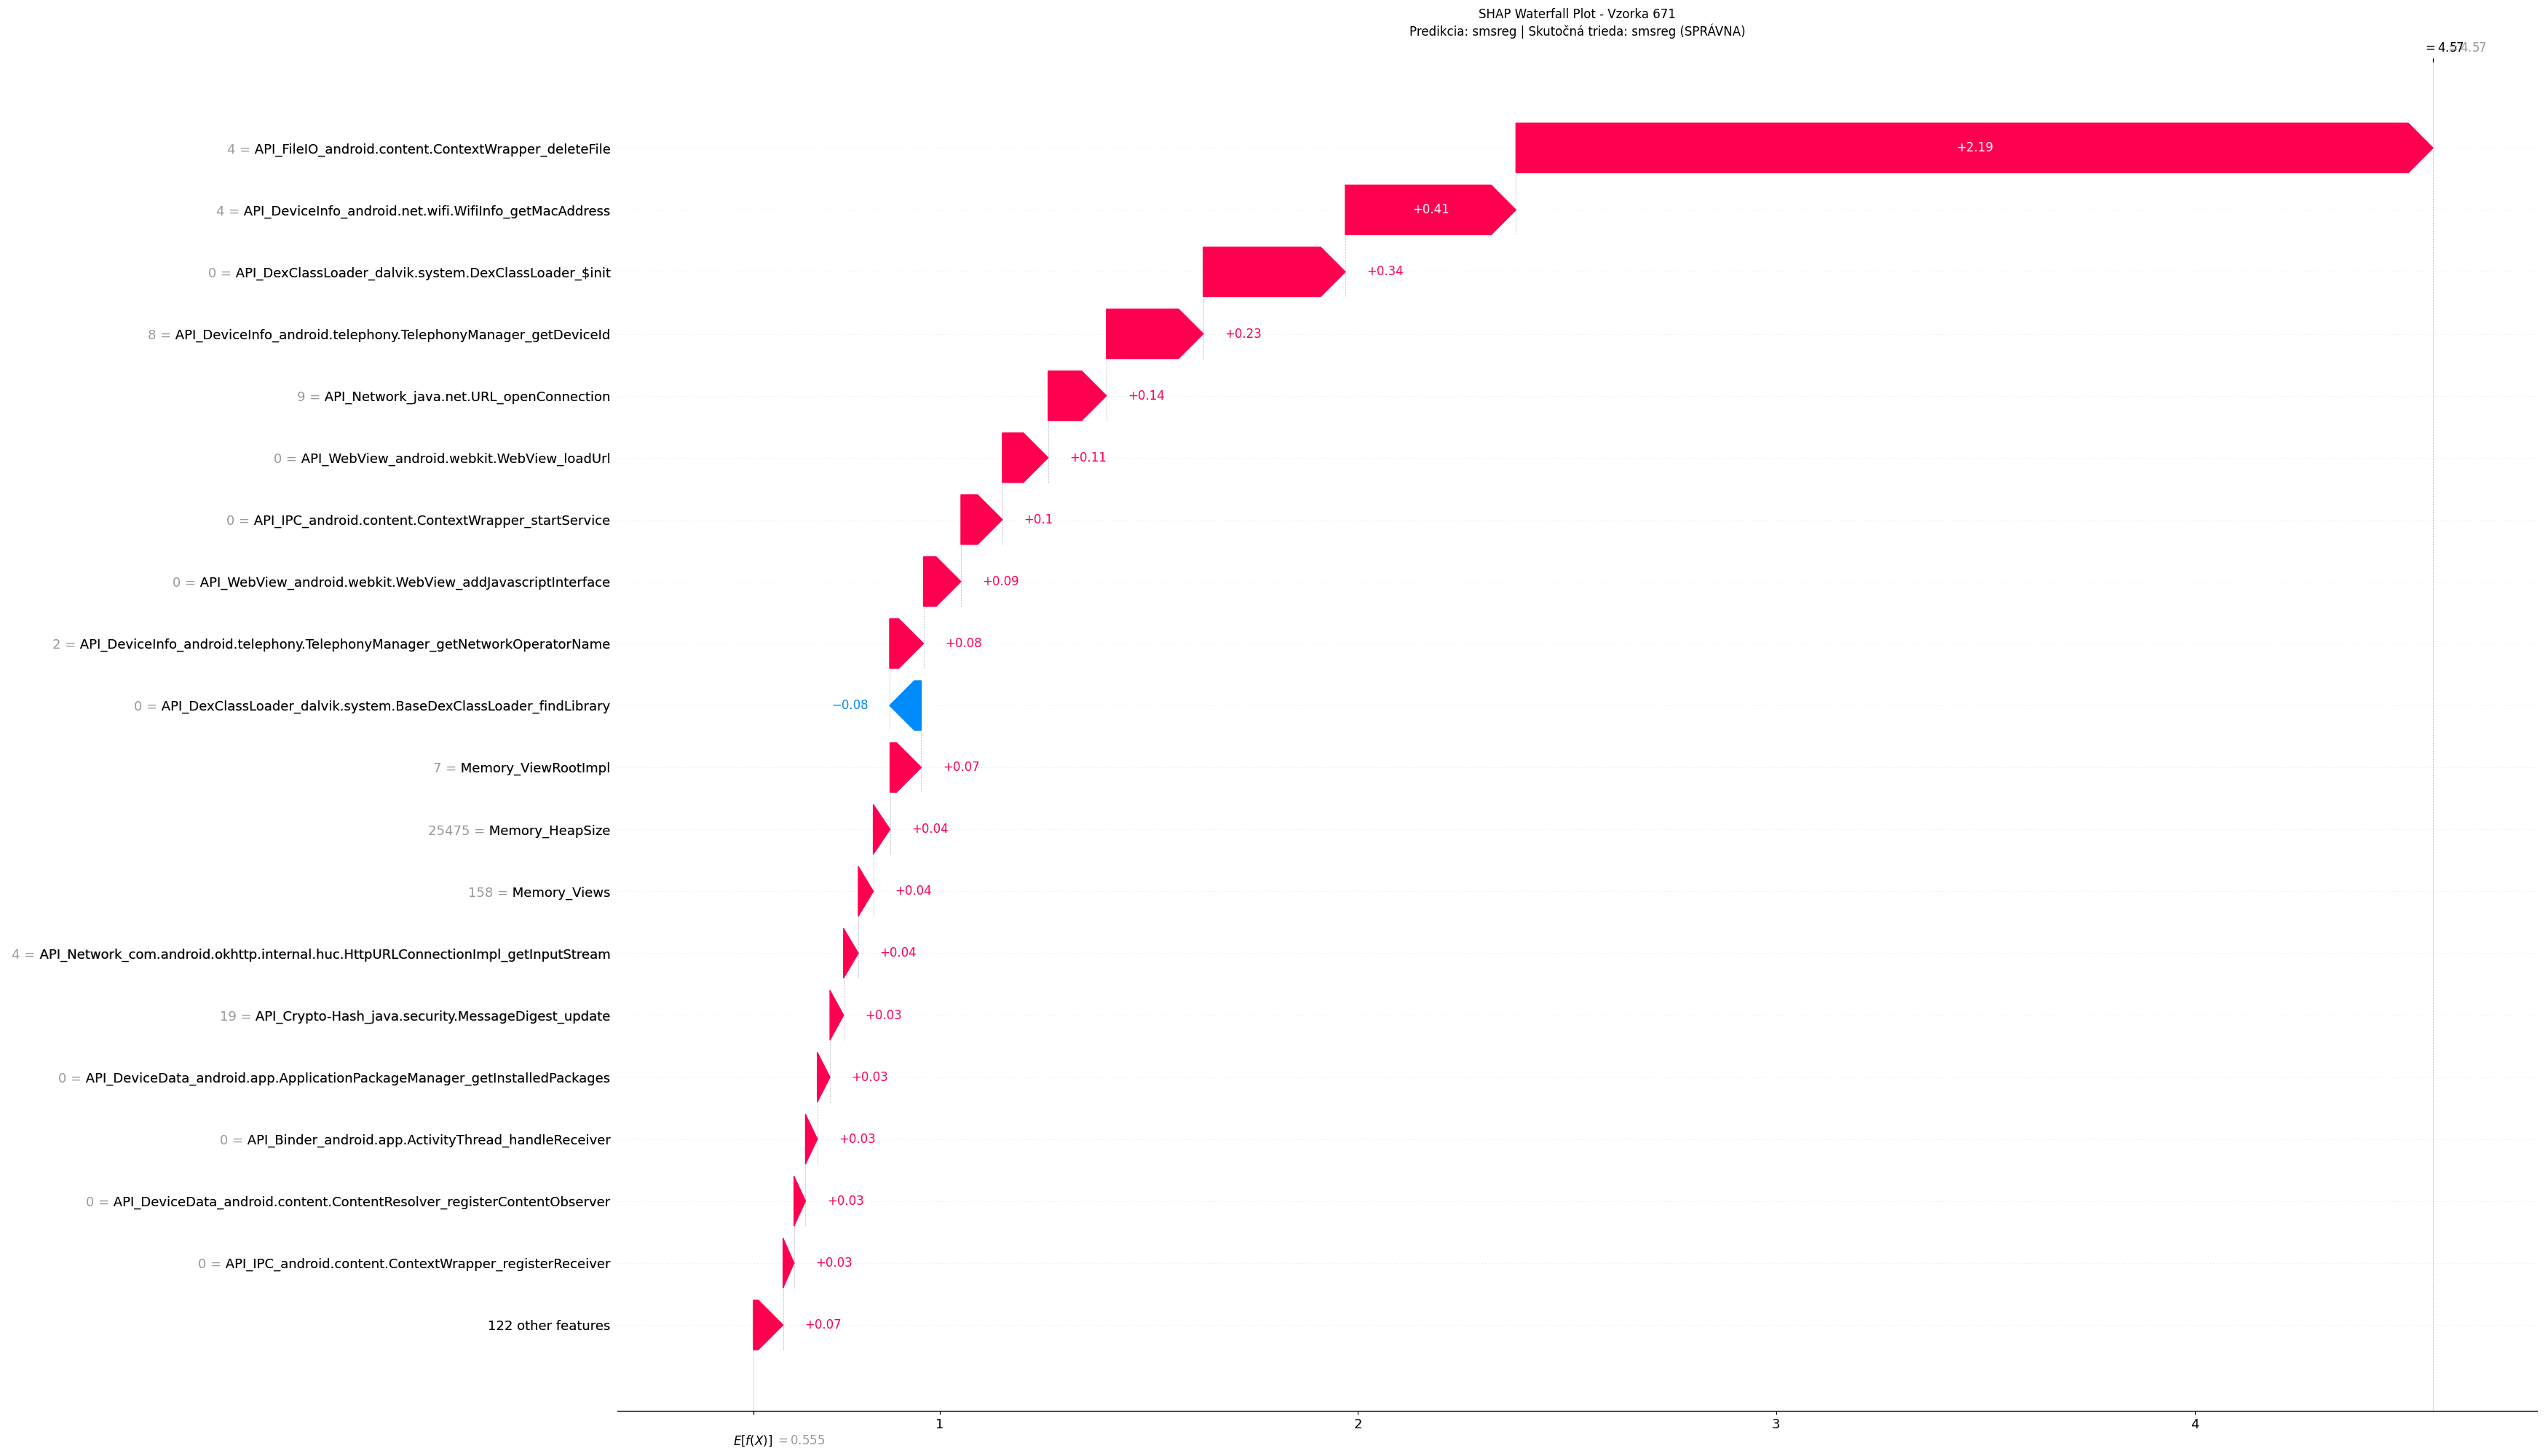 SHAP Waterfall Plot - Vzorka 671
Predikcia: smsreg | Skutočná trieda: smsreg (SPRÁVNA)
= 4.57
4 = API_FileIO_android.content.ContextWrapper_deleteFile +2.19
4 = API_DeviceInfo_android.net.wifi.WifiInfo_getMacAddress +0.41
0 = API_DexClassLoader_dalvik.system.DexClassLoader_$init +0.34
8 = API_DeviceInfo_android.telephony.TelephonyManager_getDeviceId +0.23
9 = API_Network_java.net.URL_openConnection +0.14
0 = API_WebView_android.webkit.WebView_loadUrl +0.11
0 = API_IPC_android.content.ContextWrapper_startService +0.1
0 = API_WebView_android.webkit.WebView_addJavascriptInterface +0.09
2 = API_DeviceInfo_android.telephony.TelephonyManager_getNetworkOperatorName +0.08
0 = API_DexClassLoader_dalvik.system.BaseDexClassLoader_findLibrary −0.08
7 = Memory_ViewRootImpl +0.07
25475 = Memory_HeapSize +0.04
158 = Memory_Views +0.04
4 = API_Network_com.android.okhttp.internal.huc.HttpURLConnectionImpl_getInputStream +0.04
19 = API_Crypto-Hash_java.security.MessageDigest_update +0.03
0 = API_DeviceData_android.app.ApplicationPackageManager_getInstalledPackages +0.03
0 = API_Binder_android.app.ActivityThread_handleReceiver +0.03
0 = API_DeviceData_android.content.ContentResolver_registerContentObserver +0.03
0 = API_IPC_android.content.ContextWrapper_registerReceiver +0.03
122 other features +0.07
1 2 3 4
E[f(X)] = 0.555